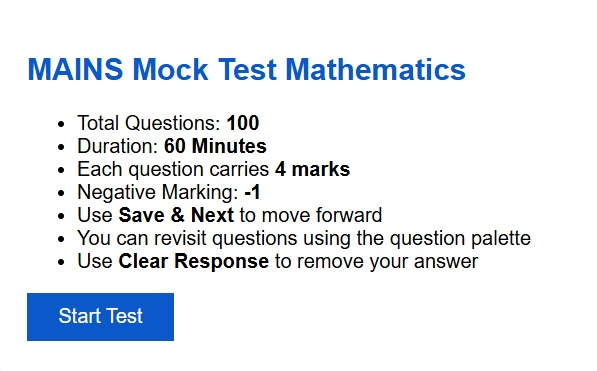 MAINS Mock Test Mathematics
• Total Questions: 100
• Duration: 60 Minutes
• Each question carries 4 marks
• Negative Marking: -1
• Use Save & Next to move forward
• You can revisit questions using the question palette
• Use Clear Response to remove your answer
Start Test